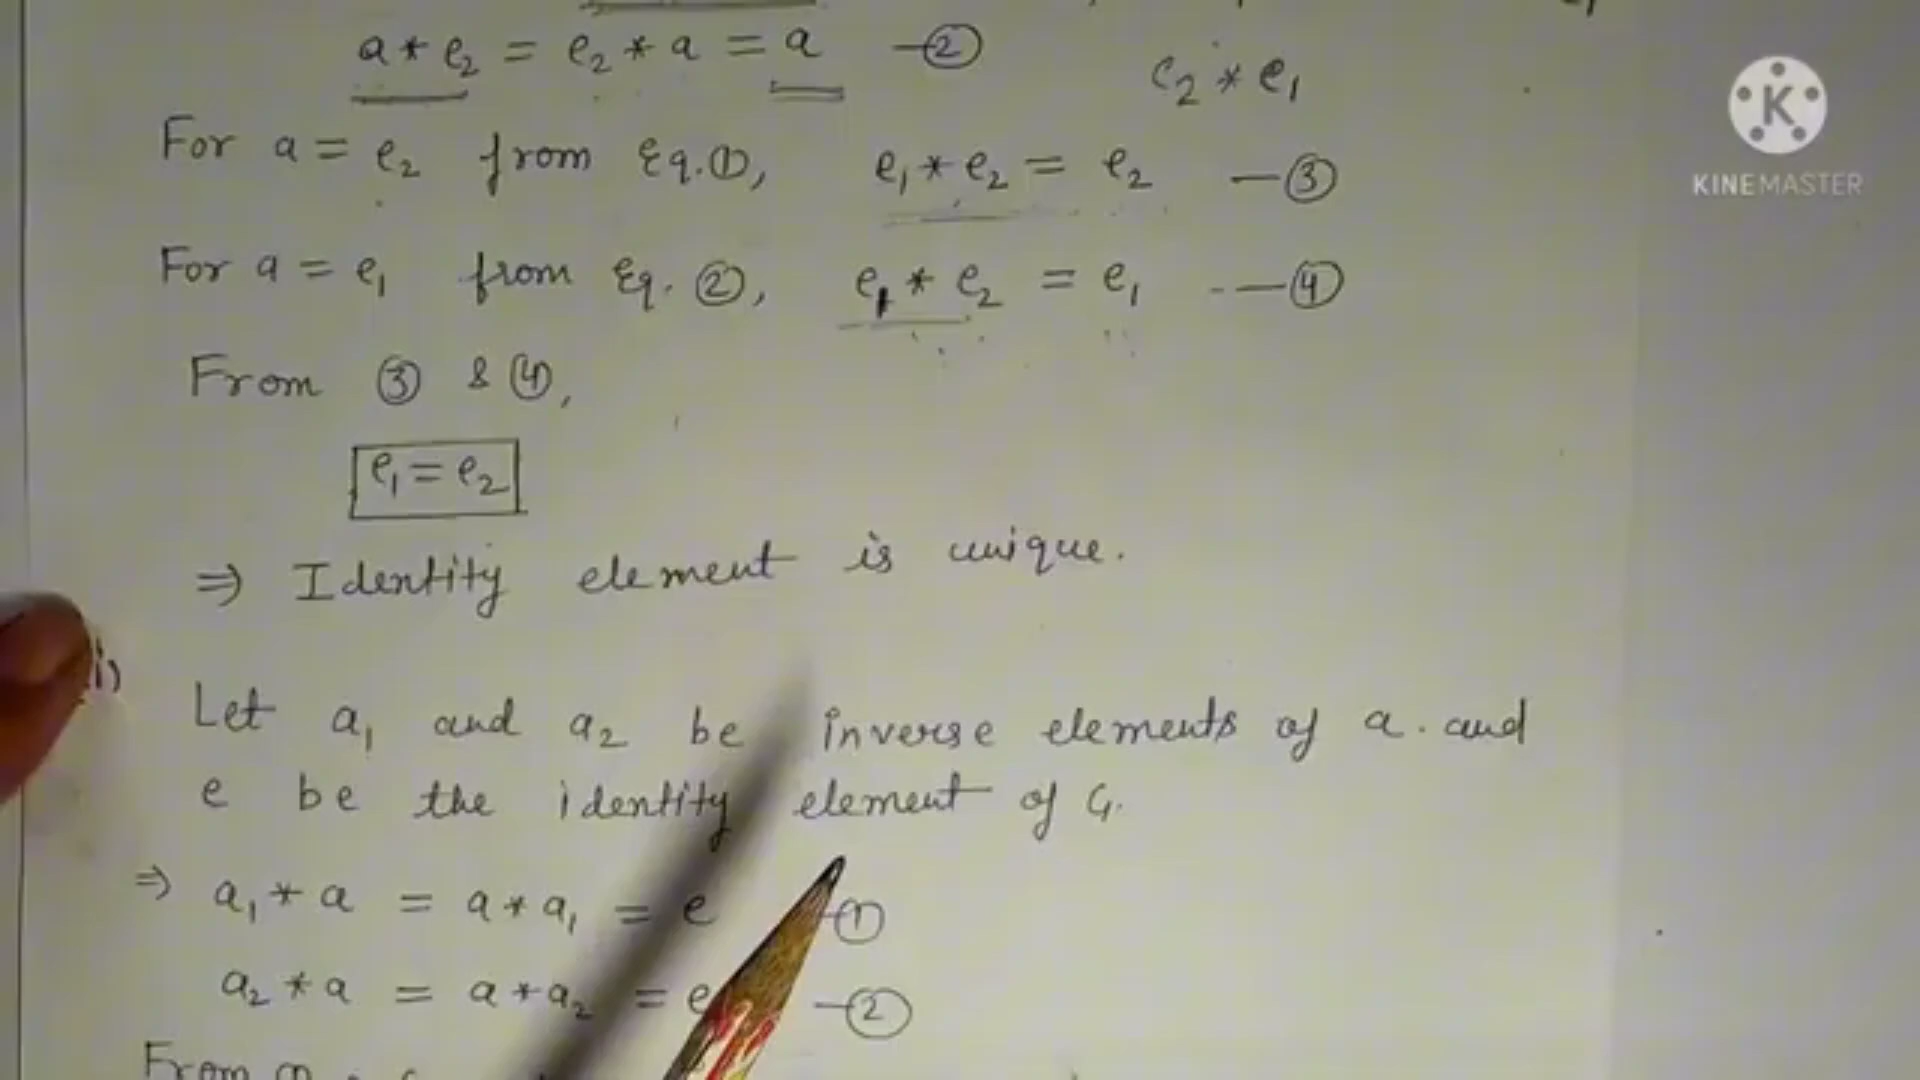 a * e₂ = e₂ * a = a —②
e₂ * e₁
K
KINEMASTER
For a = e₂ from Eq.①, e₁ * e₂ = e₂ —③
For a = e₁ from Eq. ②, e₁ * e₂ = e₁ —④
From ③ & ④,
e₁ = e₂
⇒ Identity element is unique.
i)
Let a₁ and a₂ be inverse elements of a. and
e be the identity element of G.
⇒ a₁ * a = a * a₁ = e —①
a₂ * a = a * a₂ = e —②
From